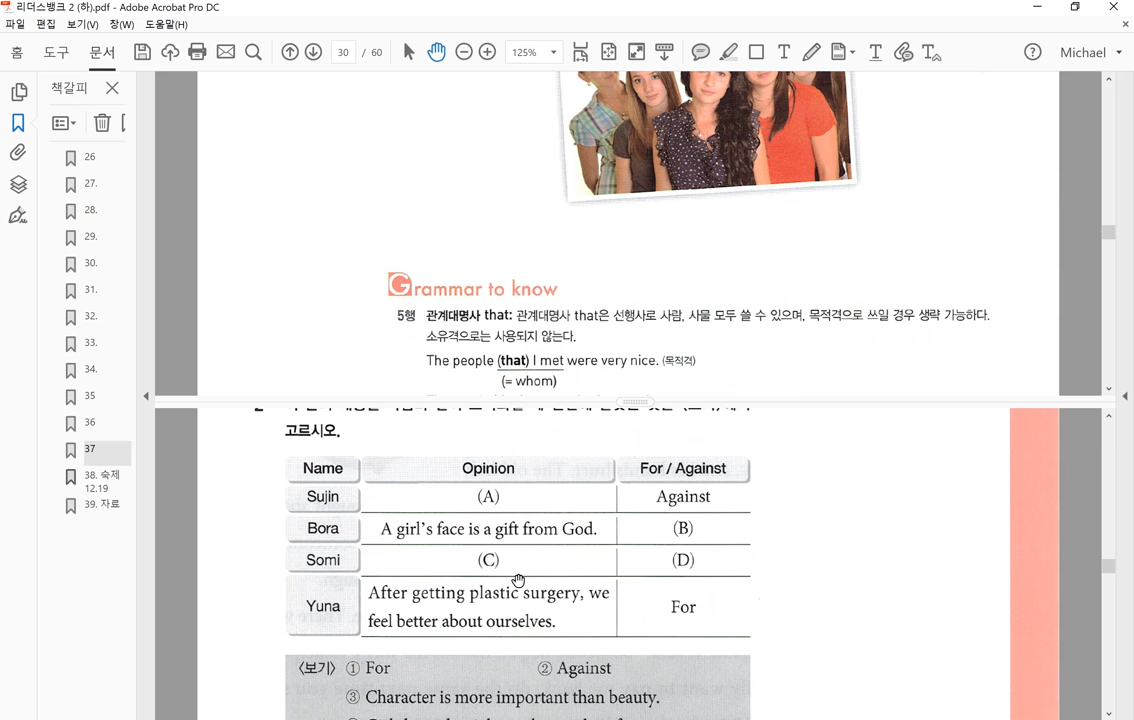 리더스뱅크 2 (하).pdf - Adobe Acrobat Pro DC
파일 편집 보기(V) 창(W) 도움말(H)
홈 도구 문서 30 / 60 125% Michael
책갈피
26
27.
28.
29.
30.
31.
32.
33.
34.
35
36
37
38. 숙제
12.19
39. 자료
Grammar to know
5행 관계대명사 that: 관계대명사 that은 선행사로 사람, 사물 모두 쓸 수 있으며, 목적격으로 쓰일 경우 생략 가능하다.
소유격으로는 사용되지 않는다.
The people (that) I met were very nice. (목적격)
(= whom)
고르시오.
Name Opinion For / Against
Sujin (A) Against
Bora A girl's face is a gift from God. (B)
Somi (C) (D)
Yuna After getting plastic surgery, we
feel better about ourselves. For
〈보기〉 ① For ② Against
③ Character is more important than beauty.